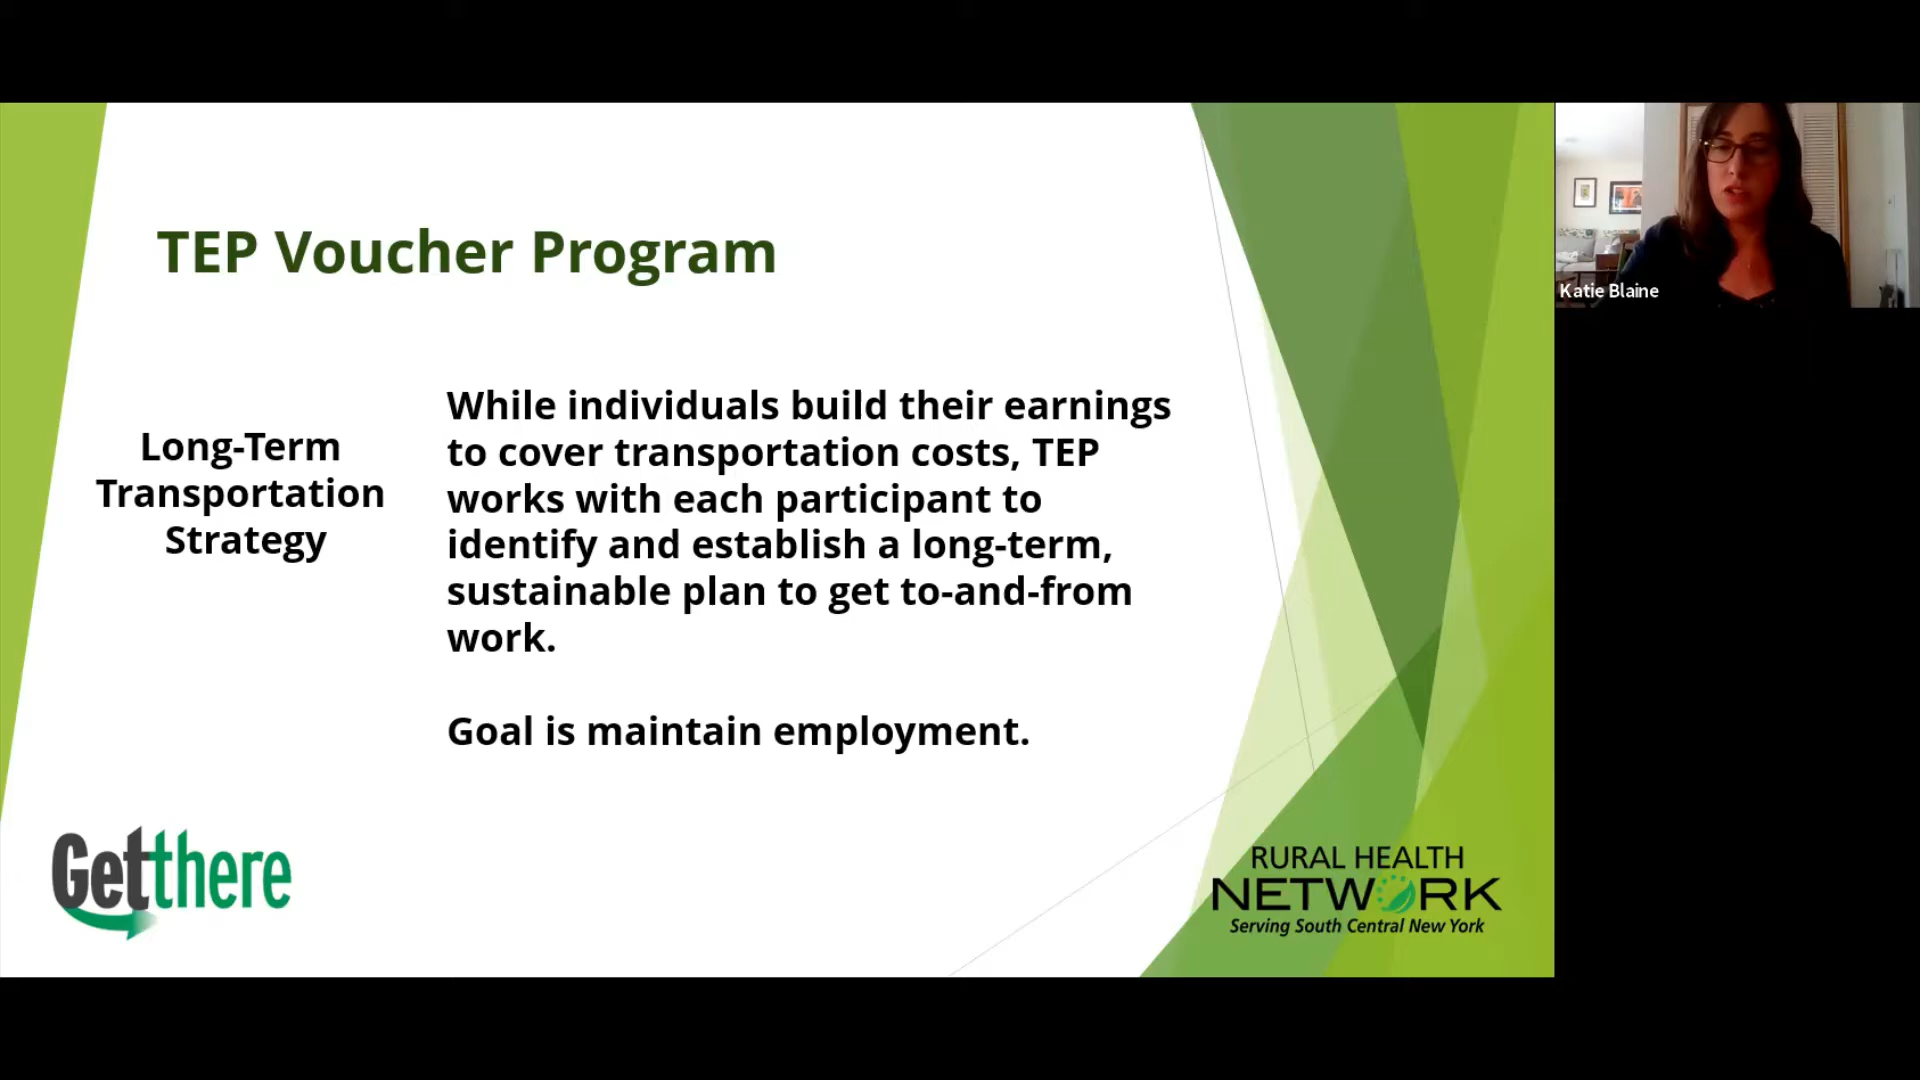 TEP Voucher Program
Long-Term
Transportation
Strategy
While individuals build their earnings
to cover transportation costs, TEP
works with each participant to
identify and establish a long-term,
sustainable plan to get to-and-from
work.
Goal is maintain employment.
Getthere
RURAL HEALTH
NETWORK
Serving South Central New York
Katie Blaine